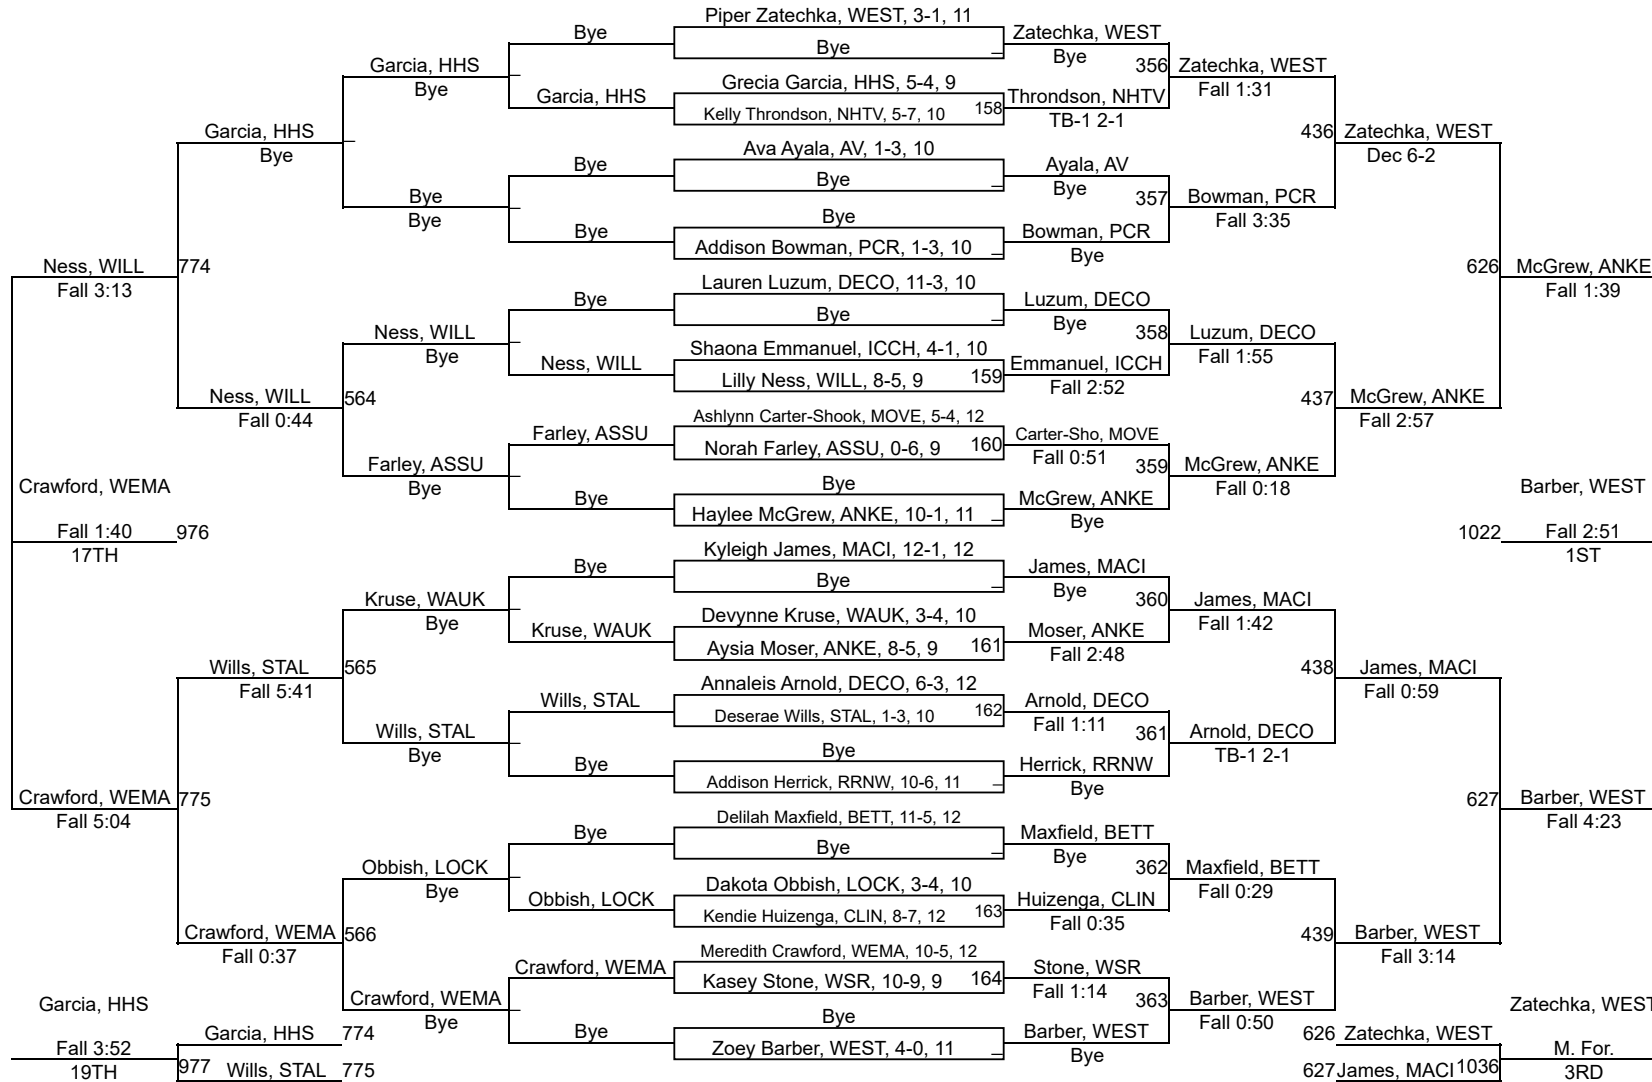 Piper Zatechka, WEST, 3-1, 11
Bye
Zatechka, WEST
Bye
Bye
356
Zatechka, WEST
Fall 1:31
Garcia, HHS
Bye
Grecia Garcia, HHS, 5-4, 9
Garcia, HHS
Kelly Throndson, NHTV, 5-7, 10
158
Throndson, NHTV
TB-1 2-1
Garcia, HHS
Bye
436
Zatechka, WEST
Dec 6-2
Ava Ayala, AV, 1-3, 10
Bye
Bye
Ayala, AV
Bye
357
Bowman, PCR
Fall 3:35
Bye
Bye
Bye
Bye
Addison Bowman, PCR, 1-3, 10
Bowman, PCR
Bye
Ness, WILL
Fall 3:13
774
626
McGrew, ANKE
Fall 1:39
Lauren Luzum, DECO, 11-3, 10
Bye
Bye
Luzum, DECO
Bye
358
Luzum, DECO
Fall 1:55
Ness, WILL
Bye
Shaona Emmanuel, ICCH, 4-1, 10
Ness, WILL
Lilly Ness, WILL, 8-5, 9
159
Emmanuel, ICCH
Fall 2:52
Ness, WILL
Fall 0:44
564
437
McGrew, ANKE
Fall 2:57
Ashlynn Carter-Shook, MOVE, 5-4, 12
Farley, ASSU
Norah Farley, ASSU, 0-6, 9
160
Carter-Sho, MOVE
Fall 0:51
359
McGrew, ANKE
Fall 0:18
Farley, ASSU
Bye
Bye
Bye
Haylee McGrew, ANKE, 10-1, 11
McGrew, ANKE
Bye
Crawford, WEMA
Fall 1:40
17TH
976
Barber, WEST
1022
Fall 2:51
1ST
Kyleigh James, MACI, 12-1, 12
Bye
Bye
James, MACI
Bye
360
James, MACI
Fall 1:42
Kruse, WAUK
Bye
Devynne Kruse, WAUK, 3-4, 10
Kruse, WAUK
Aysia Moser, ANKE, 8-5, 9
161
Moser, ANKE
Fall 2:48
Wills, STAL
Fall 5:41
565
438
James, MACI
Fall 0:59
Annaleis Arnold, DECO, 6-3, 12
Wills, STAL
Deserae Wills, STAL, 1-3, 10
162
Arnold, DECO
Fall 1:11
361
Arnold, DECO
TB-1 2-1
Wills, STAL
Bye
Bye
Bye
Addison Herrick, RRNW, 10-6, 11
Herrick, RRNW
Bye
Crawford, WEMA
Fall 5:04
775
627
Barber, WEST
Fall 4:23
Delilah Maxfield, BETT, 11-5, 12
Bye
Bye
Maxfield, BETT
Bye
362
Maxfield, BETT
Fall 0:29
Obbish, LOCK
Bye
Dakota Obbish, LOCK, 3-4, 10
Obbish, LOCK
Kendie Huizenga, CLIN, 8-7, 12
163
Huizenga, CLIN
Fall 0:35
Crawford, WEMA
Fall 0:37
566
439
Barber, WEST
Fall 3:14
Meredith Crawford, WEMA, 10-5, 12
Crawford, WEMA
Kasey Stone, WSR, 10-9, 9
164
Stone, WSR
Fall 1:14
363
Barber, WEST
Fall 0:50
Crawford, WEMA
Bye
Bye
Bye
Zoey Barber, WEST, 4-0, 11
Barber, WEST
Bye
Garcia, HHS
Fall 3:52
19TH
Garcia, HHS
774
977
Wills, STAL
775
Zatechka, WEST
626
Zatechka, WEST
627
James, MACI
1036
M. For.
3RD